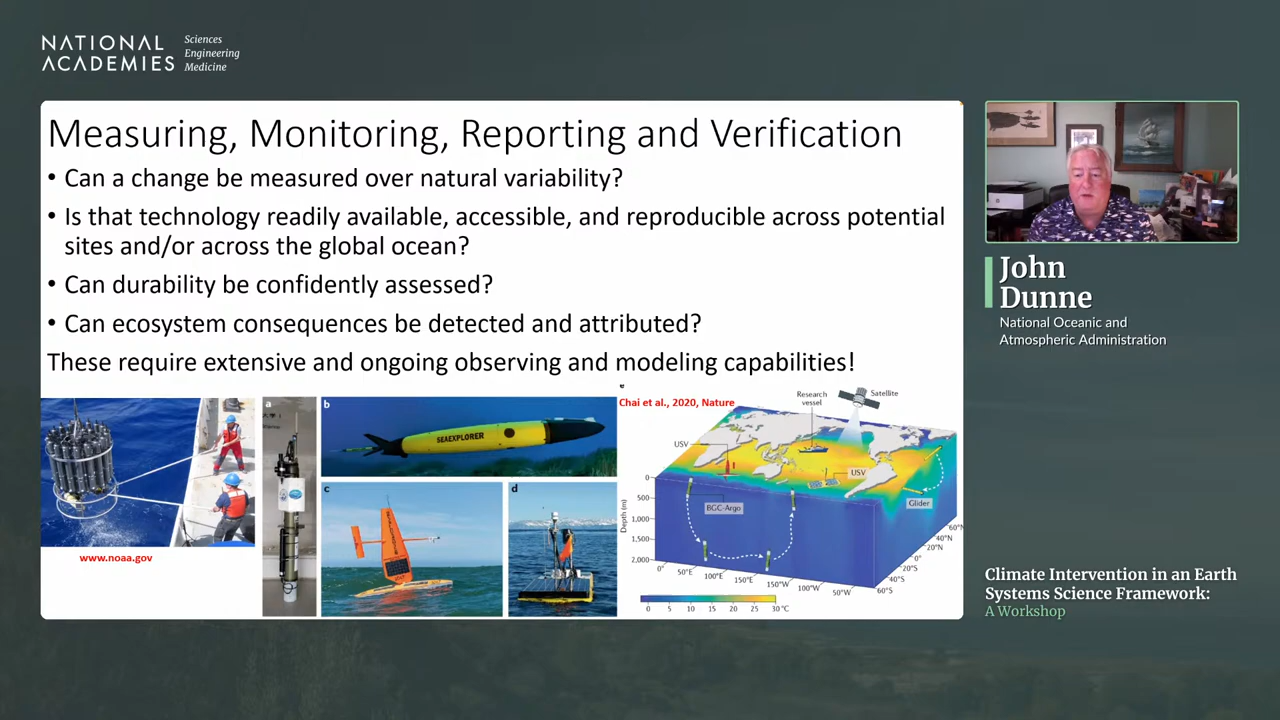 NATIONAL
ACADEMIES
Sciences
Engineering
Medicine
Measuring, Monitoring, Reporting and Verification
• Can a change be measured over natural variability?
• Is that technology readily available, accessible, and reproducible across potential
sites and/or across the global ocean?
• Can durability be confidently assessed?
• Can ecosystem consequences be detected and attributed?
These require extensive and ongoing observing and modeling capabilities!
www.noaa.gov
a
b
SEAEXPLORER
c
d
e
Chai et al., 2020, Nature
Research
vessel
Satellite
USV
USV
BGC-Argo
Glider
Depth (m)
0
500
1,000
1,500
2,000
0°
50°E
100°E
150°E
150°W
100°W
50°W
60°S
40°S
20°S
0°
20°N
40°N
60°N
0 5 10 15 20 25 30°C
John
Dunne
National Oceanic and
Atmospheric Administration
Climate Intervention in an Earth
Systems Science Framework:
A Workshop